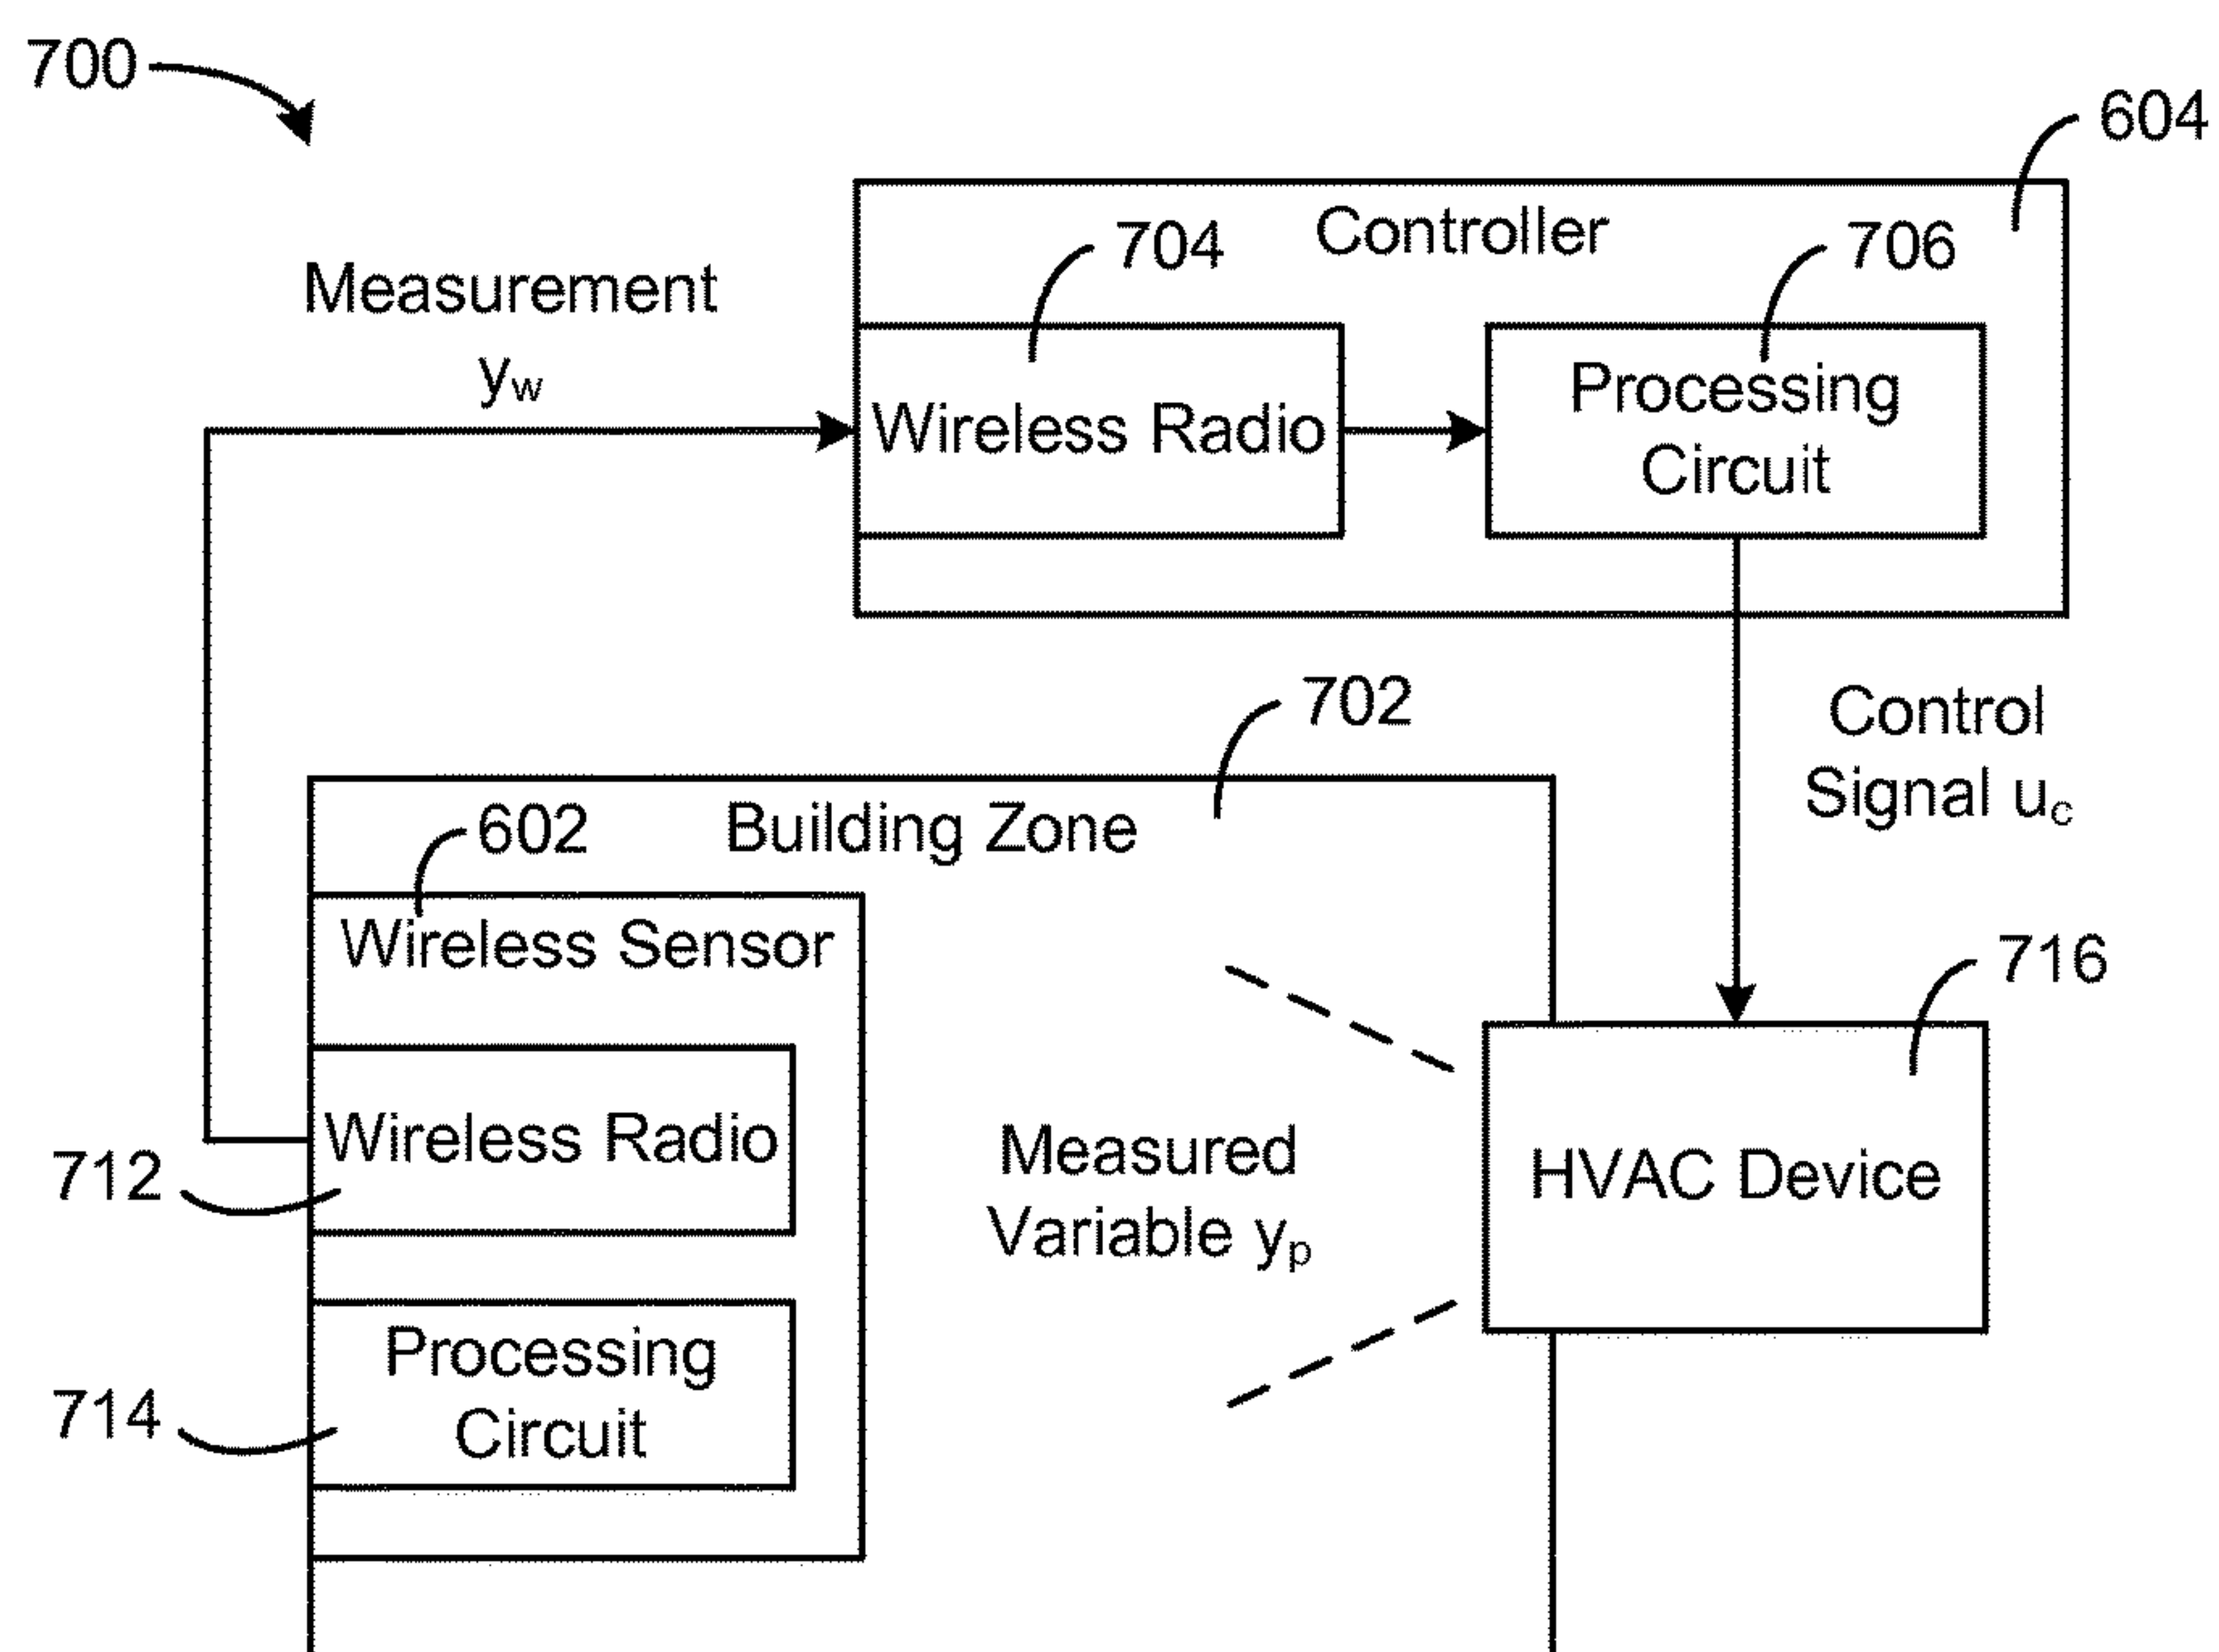 700
604
Controller
704
706
Measurement
yw
Wireless Radio
Processing
Circuit
702
Control
Signal uc
Building Zone
602
Wireless Sensor
716
Wireless Radio
712
Measured
Variable yp
HVAC Device
Processing
Circuit
714